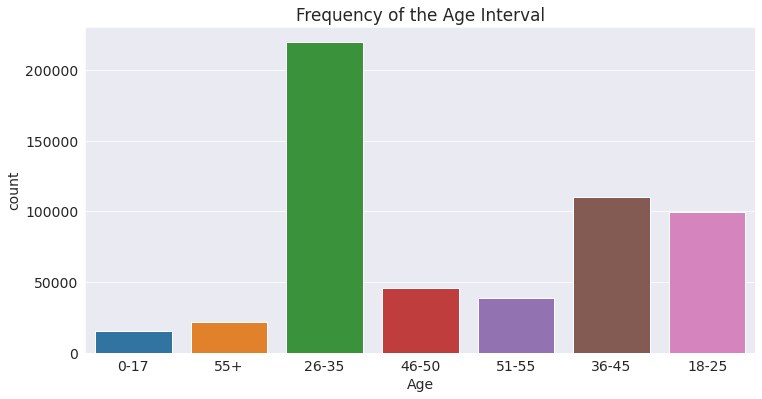 Frequency of the Age Interval
200000
150000
100000
50000
0
count
0-17 55+ 26-35 46-50 51-55 36-45 18-25
Age